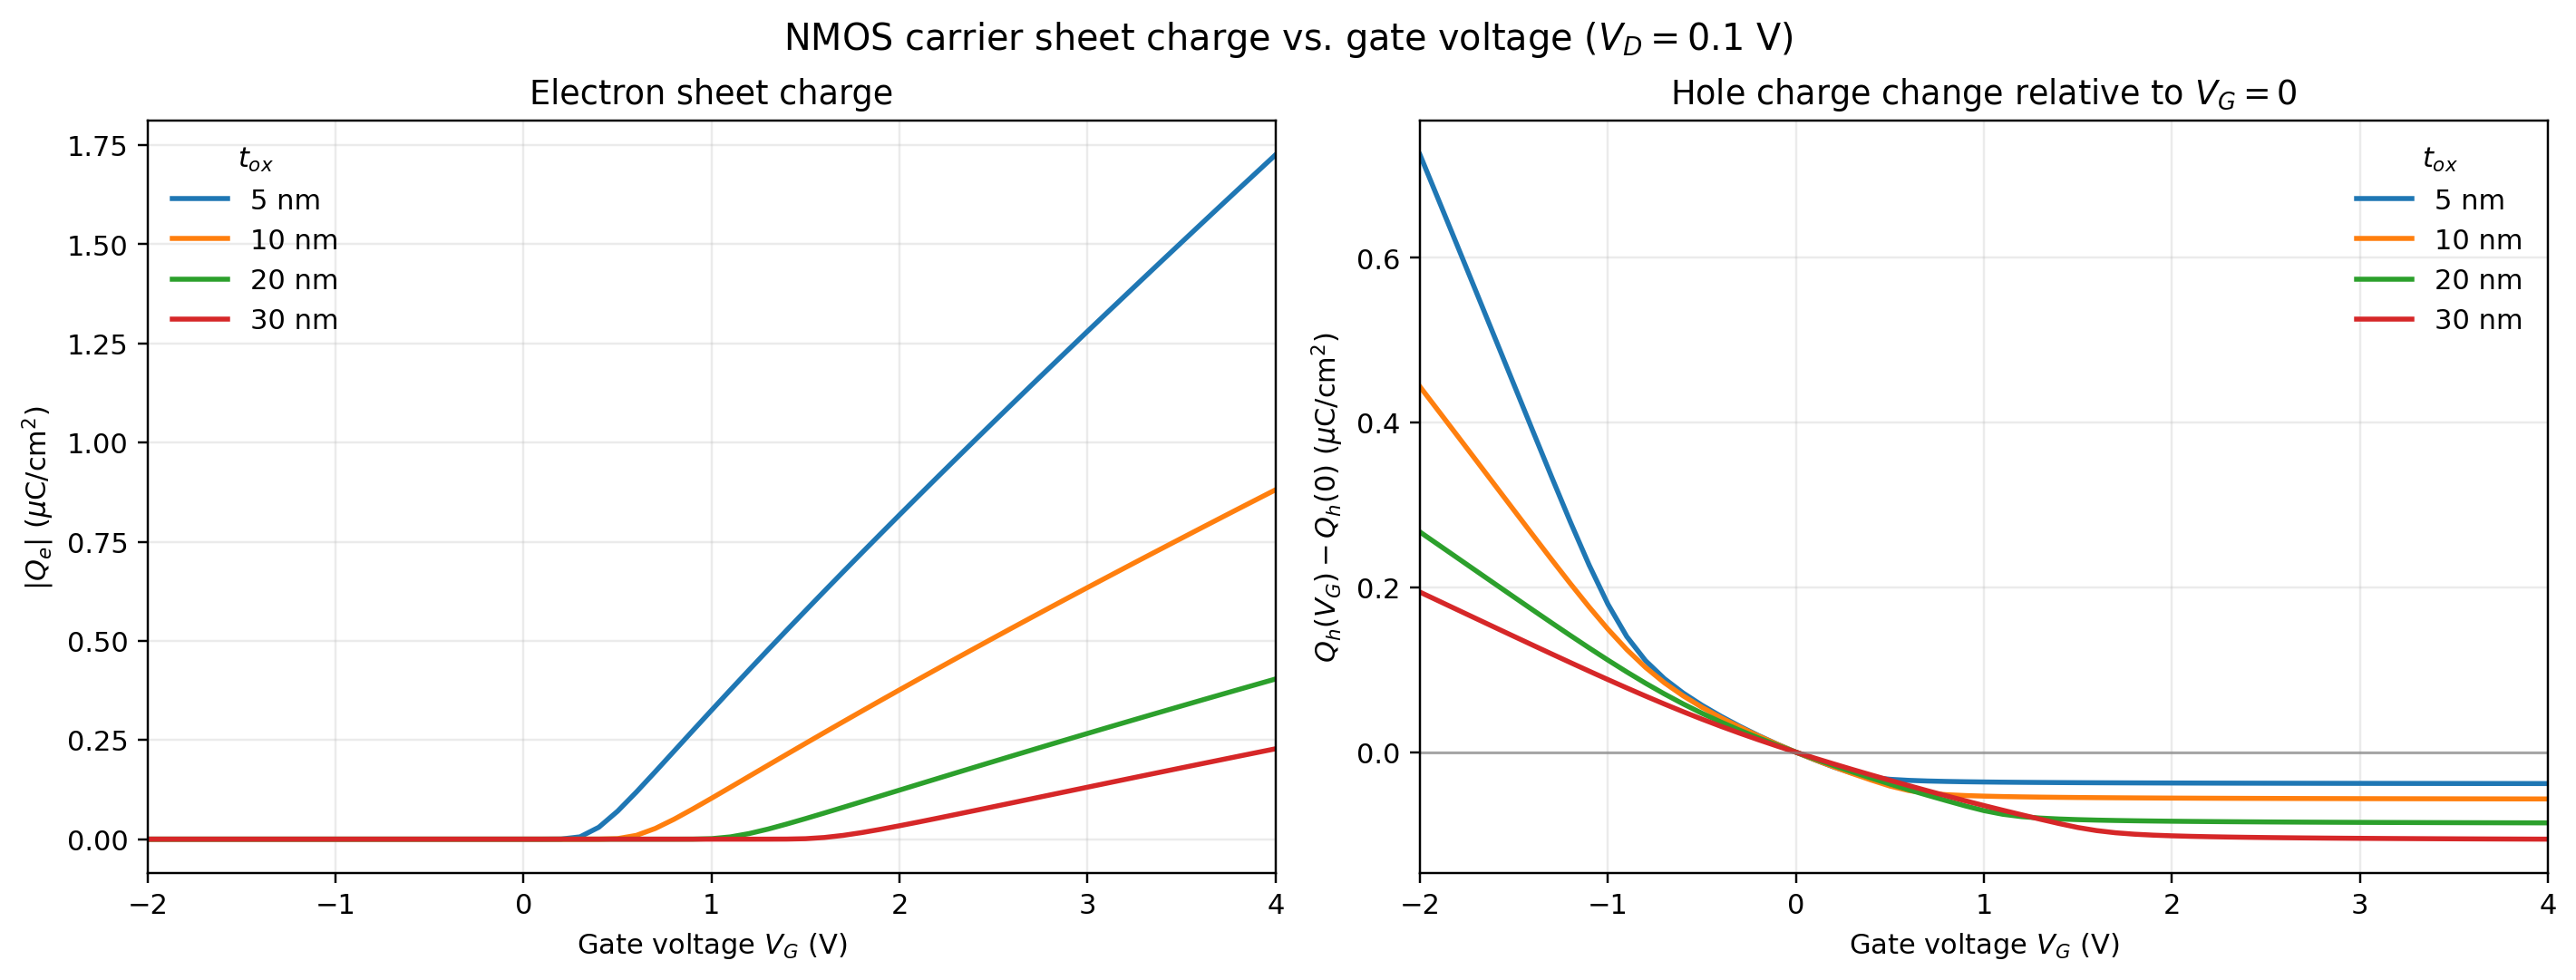 NMOS carrier sheet charge vs. gate voltage (V_D = 0.1 V)
Electron sheet charge
|Q_e| (μC/cm²)
1.75
1.50
1.25
1.00
0.75
0.50
0.25
0.00
t_ox
5 nm
10 nm
20 nm
30 nm
−2 −1 0 1 2 3 4
Gate voltage V_G (V)
Hole charge change relative to V_G = 0
Q_h(V_G) − Q_h(0) (μC/cm²)
0.6
0.4
0.2
0.0
t_ox
5 nm
10 nm
20 nm
30 nm
−2 −1 0 1 2 3 4
Gate voltage V_G (V)